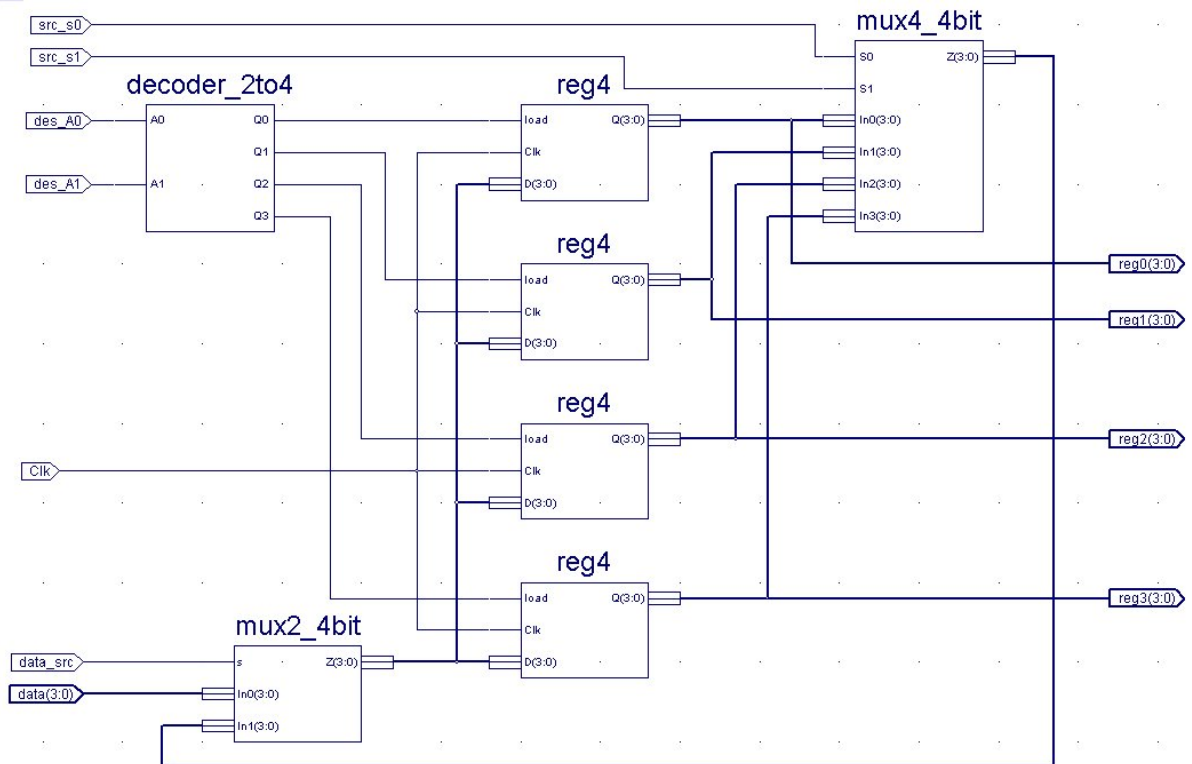 src_s0
src_s1
mux4_4bit
S0
Z(3:0)
S1
In0(3:0)
In1(3:0)
In2(3:0)
In3(3:0)
decoder_2to4
des_A0
A0
Q0
Q1
des_A1
A1
Q2
Q3
reg4
load
Q(3:0)
Clk
D(3:0)
reg0(3:0)
reg4
load
Q(3:0)
Clk
D(3:0)
reg1(3:0)
reg4
load
Q(3:0)
reg2(3:0)
Clk
Clk
D(3:0)
reg4
load
Q(3:0)
reg3(3:0)
Clk
D(3:0)
mux2_4bit
data_src
s
Z(3:0)
data(3:0)
In0(3:0)
In1(3:0)